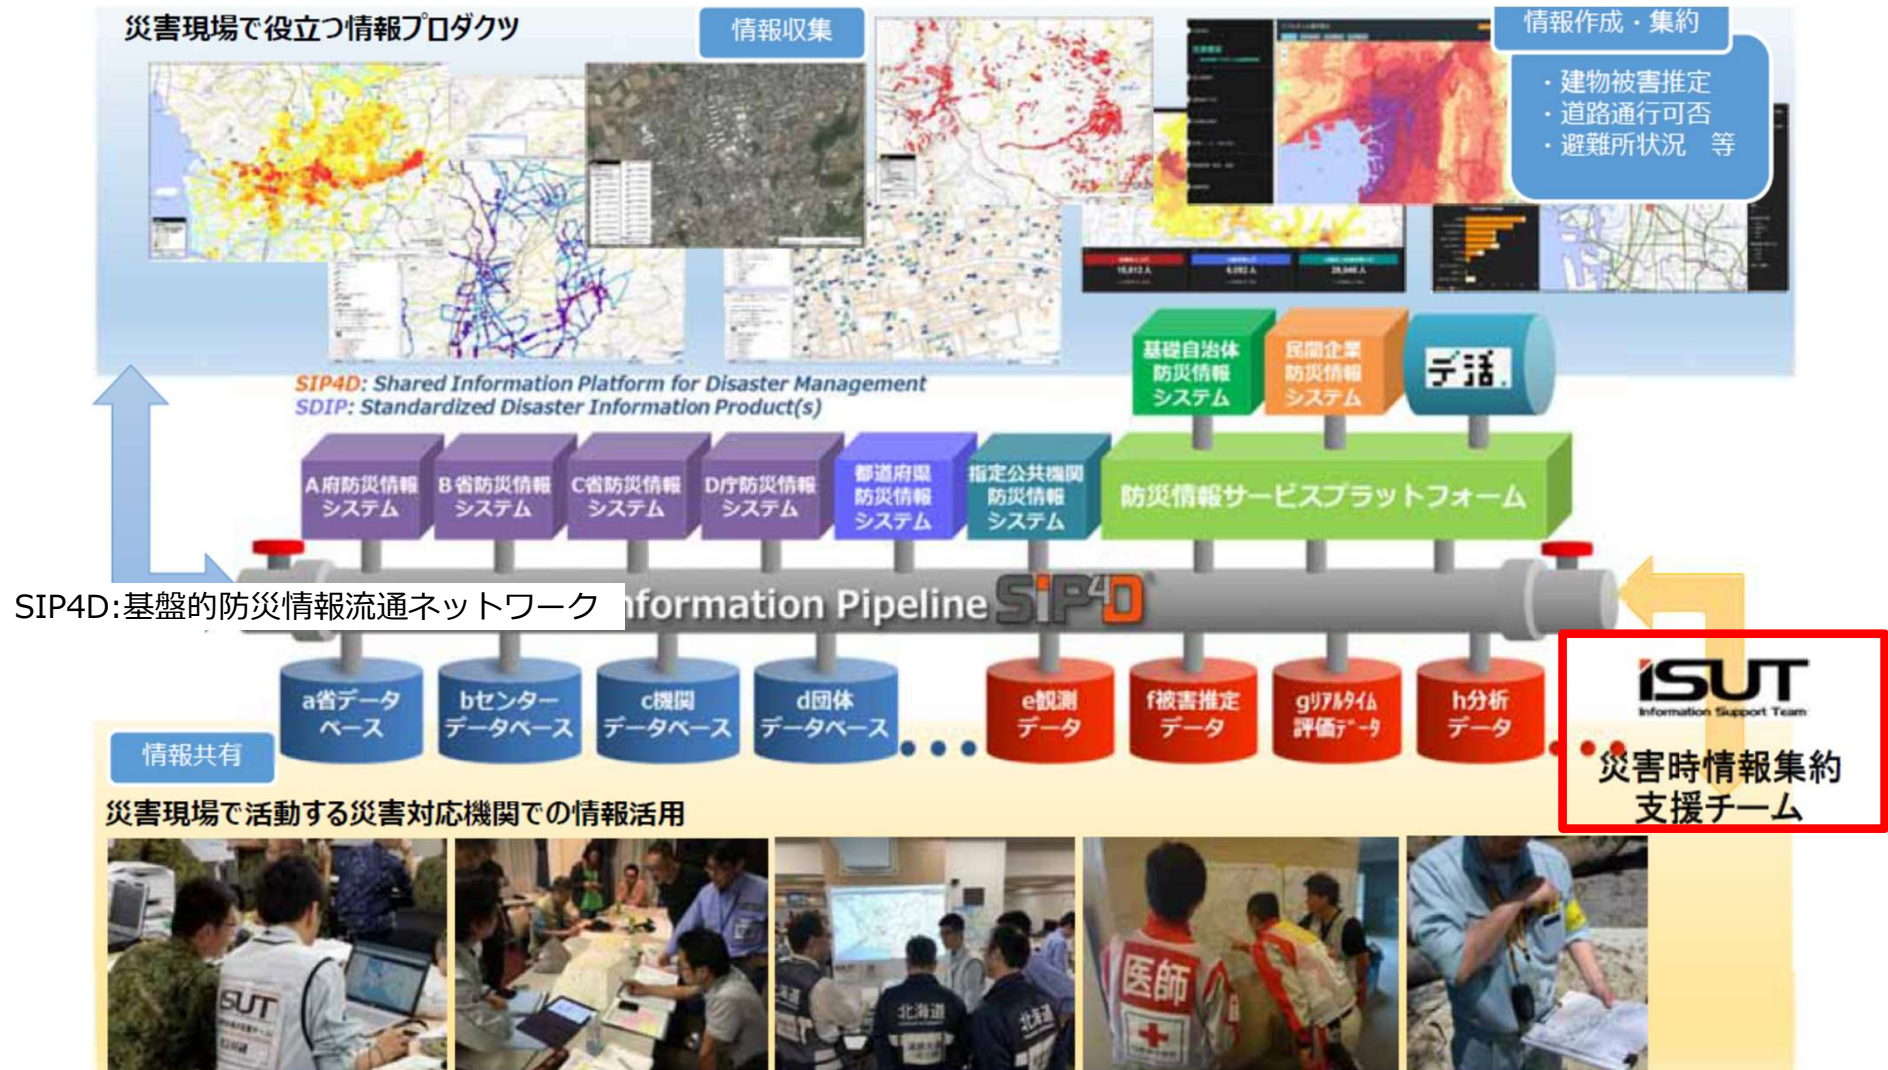 災害現場で役立つ情報プロダクツ
情報収集
情報作成・集約
・建物被害推定
・道路通行可否
・避難所状況 等
SIP4D: Shared Information Platform for Disaster Management
SDIP: Standardized Disaster Information Product(s)
基礎自治体
防災情報
システム
民間企業
防災情報
システム
デ活.
A府防災情報
システム
B省防災情報
システム
C省防災情報
システム
D庁防災情報
システム
都道府県
防災情報
システム
指定公共機関
防災情報
システム
防災情報サービスプラットフォーム
SIP4D:基盤的防災情報流通ネットワーク
nformation Pipeline SIP4D
a省データ
ベース
bセンター
データベース
c機関
データベース
d団体
データベース
e観測
データ
f被害推定
データ
gリアルタイム
評価データ
h分析
データ
iSUT
Information Support Team
災害時情報集約
支援チーム
情報共有
災害現場で活動する災害対応機関での情報活用
ISUT
北海道
北海道
医師